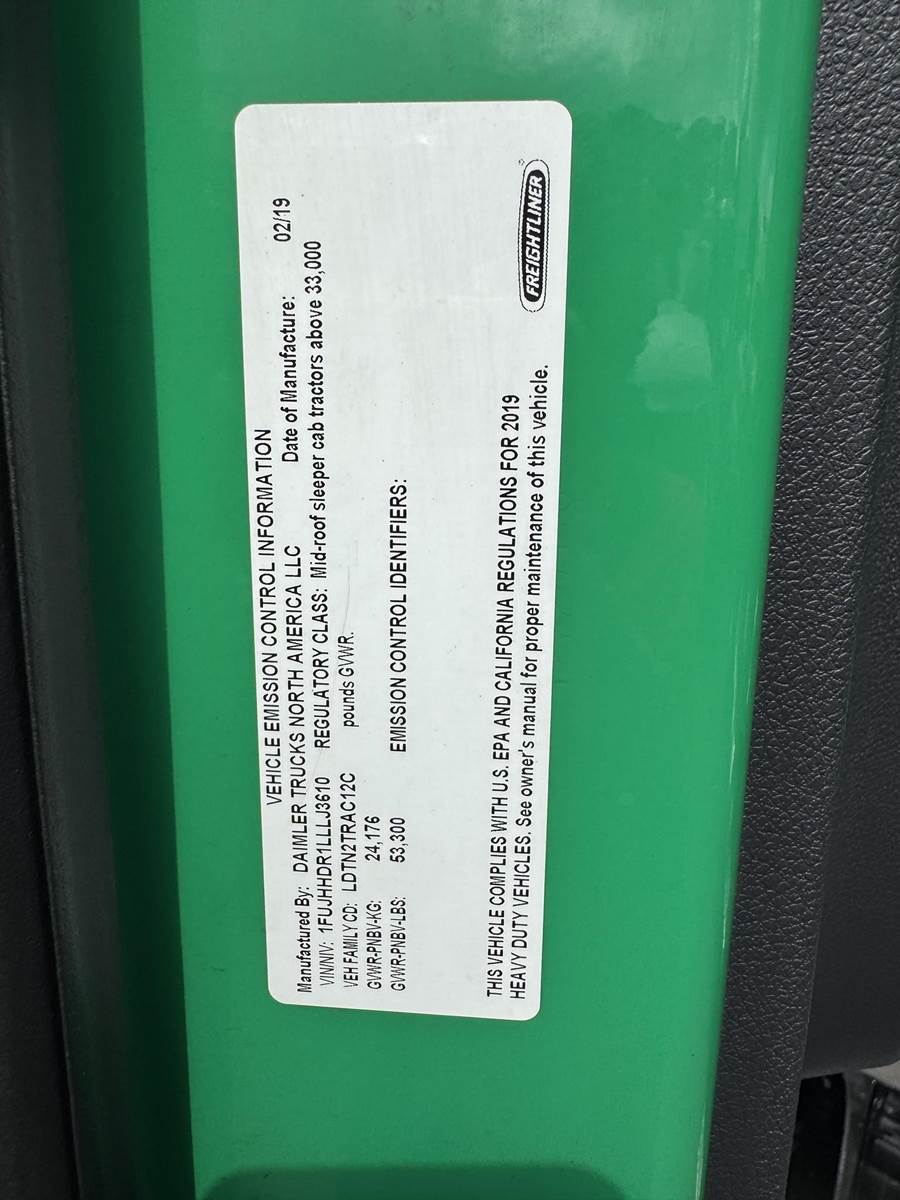 VEHICLE EMISSION CONTROL INFORMATION
Manufactured By: DAIMLER TRUCKS NORTH AMERICA LLC Date of Manufacture: 02/19
VIN/NIV: 1FUJHHDR1LLLJ3610 REGULATORY CLASS: Mid-roof sleeper cab tractors above 33,000
VEH FAMILY CD: LDTN2TRAC12C pounds GVWR.
GVWR-PNBV-KG: 24,176
GVWR-PNBV-LBS: 53,300 EMISSION CONTROL IDENTIFIERS:
THIS VEHICLE COMPLIES WITH U.S. EPA AND CALIFORNIA REGULATIONS FOR 2019
HEAVY DUTY VEHICLES. See owner's manual for proper maintenance of this vehicle.
FREIGHTLINER